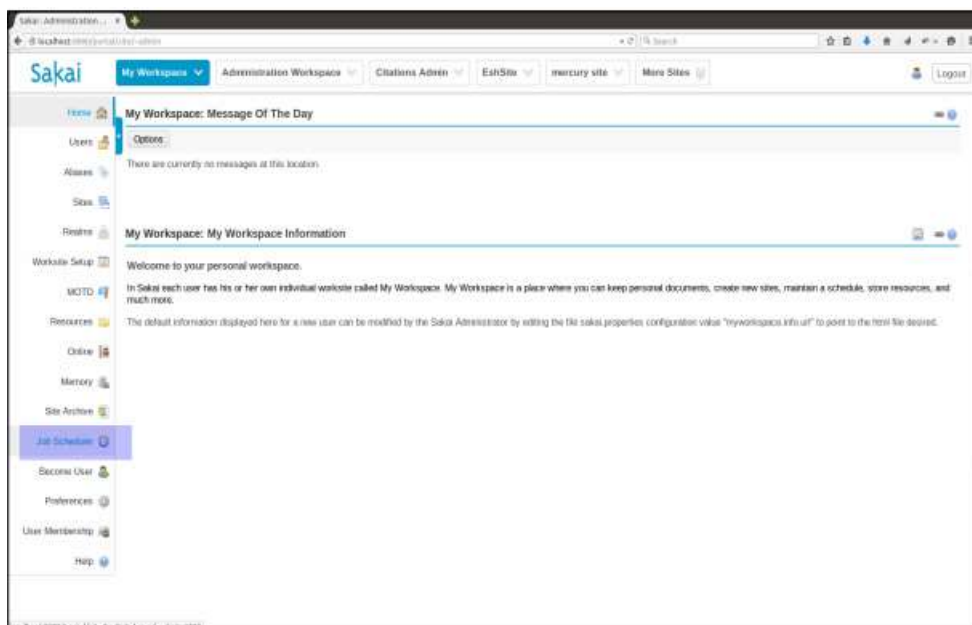 Sakai: Administration ...
localhost
Search
Sakai
My Workspace
Administration Workspace
Citations Admin
EshSite
mercury site
More Sites
Logout
Home
Users
Aliases
Sites
Realms
Worksite Setup
MOTD
Resources
Online
Memory
Site Archive
Job Scheduler
Become User
Preferences
User Membership
Help
My Workspace: Message Of The Day
Options
There are currently no messages at this location.
My Workspace: My Workspace Information
Welcome to your personal workspace.
In Sakai each user has his or her own individual worksite called My Workspace. My Workspace is a place where you can keep personal documents, create new sites, maintain a schedule, store resources, and
much more.
The default information displayed here for a new user can be modified by the Sakai Administrator by editing the file sakai.properties configuration value "myworkspace.info.url" to point to the html file desired.